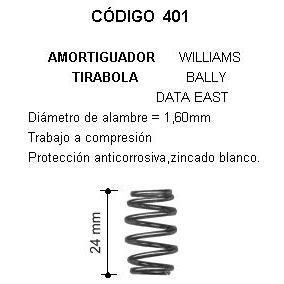 CÓDIGO 401
AMORTIGUADOR WILLIAMS
TIRABOLA BALLY
DATA EAST
Diámetro de alambre = 1,60mm
Trabajo a compresión
Protección anticorrosiva,zincado blanco.
24 mm